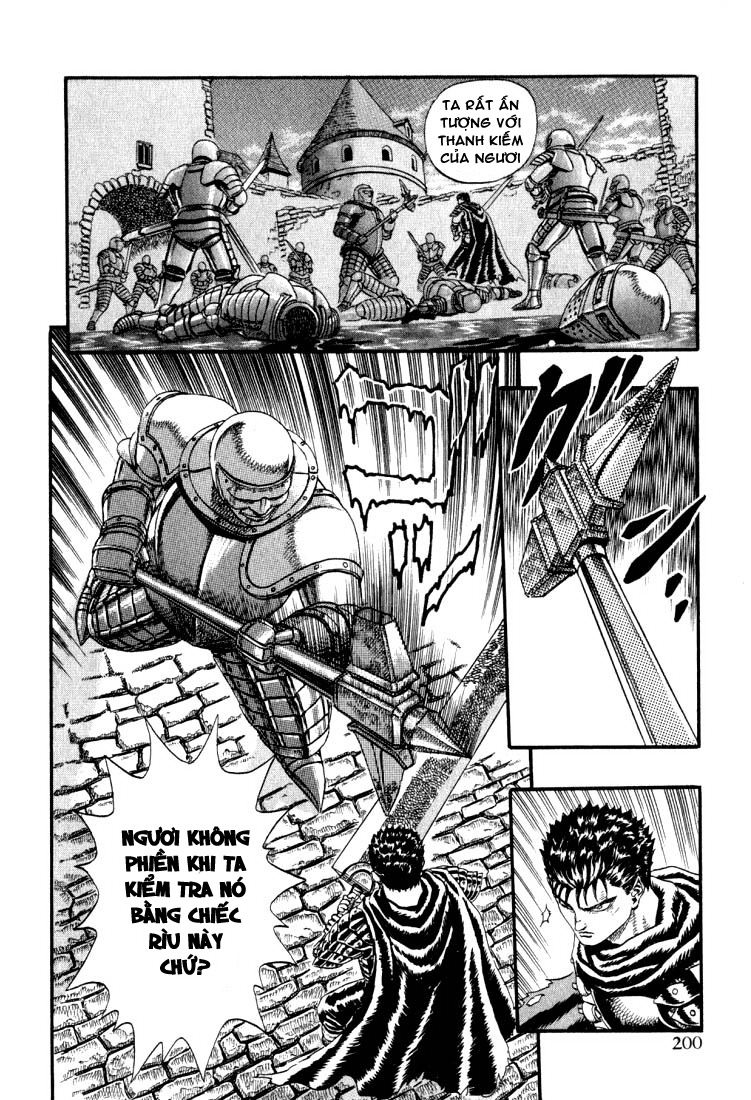 TA RẤT ẤN
TƯỢNG VỚI
THANH KIẾM
CỦA NGƯƠI
NGƯƠI KHÔNG
PHIỀN KHI TA
KIỂM TRA NÓ
BẰNG CHIẾC
RÌU NÀY
CHỨ?
200